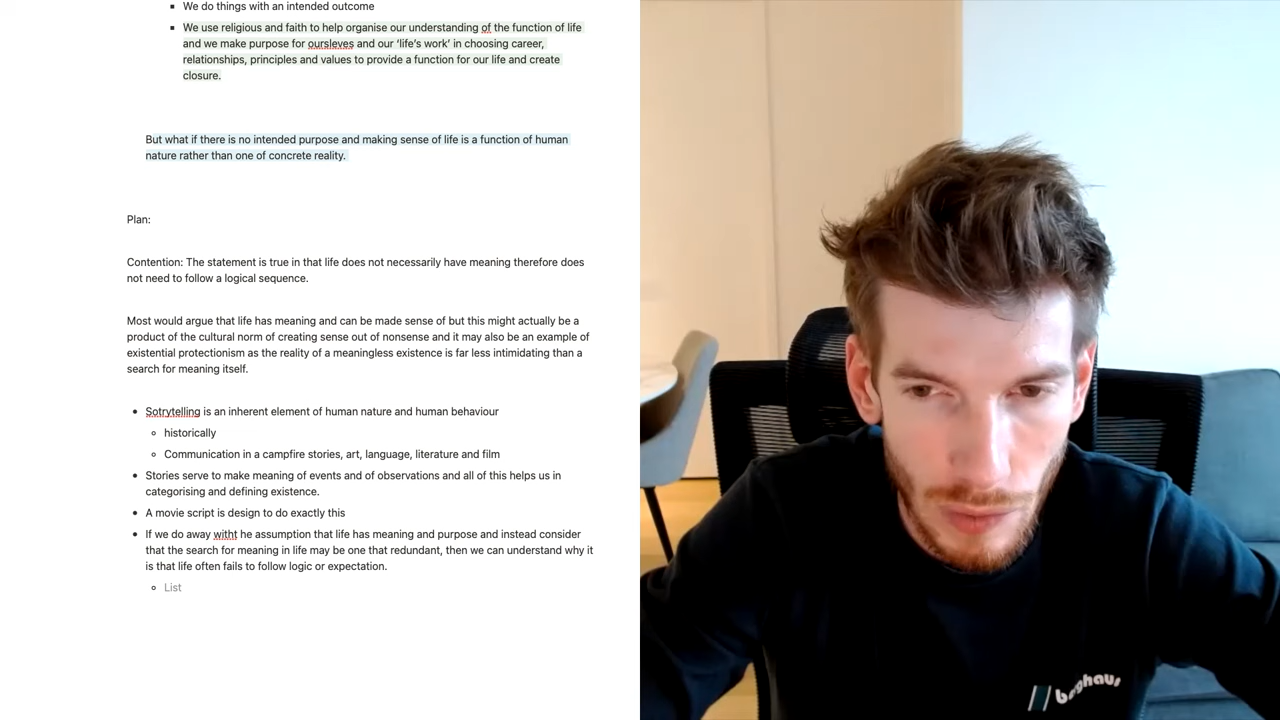 We do things with an intended outcome
We use religious and faith to help organise our understanding of the function of life
and we make purpose for oursleves and our ‘life’s work’ in choosing career,
relationships, principles and values to provide a function for our life and create
closure.
But what if there is no intended purpose and making sense of life is a function of human
nature rather than one of concrete reality.
Plan:
Contention: The statement is true in that life does not necessarily have meaning therefore does
not need to follow a logical sequence.
Most would argue that life has meaning and can be made sense of but this might actually be a
product of the cultural norm of creating sense out of nonsense and it may also be an example of
existential protectionism as the reality of a meaningless existence is far less intimidating than a
search for meaning itself.
Sotrytelling is an inherent element of human nature and human behaviour
historically
Communication in a campfire stories, art, language, literature and film
Stories serve to make meaning of events and of observations and all of this helps us in
categorising and defining existence.
A movie script is design to do exactly this
If we do away witht he assumption that life has meaning and purpose and instead consider
that the search for meaning in life may be one that redundant, then we can understand why it
is that life often fails to follow logic or expectation.
List
berghaus